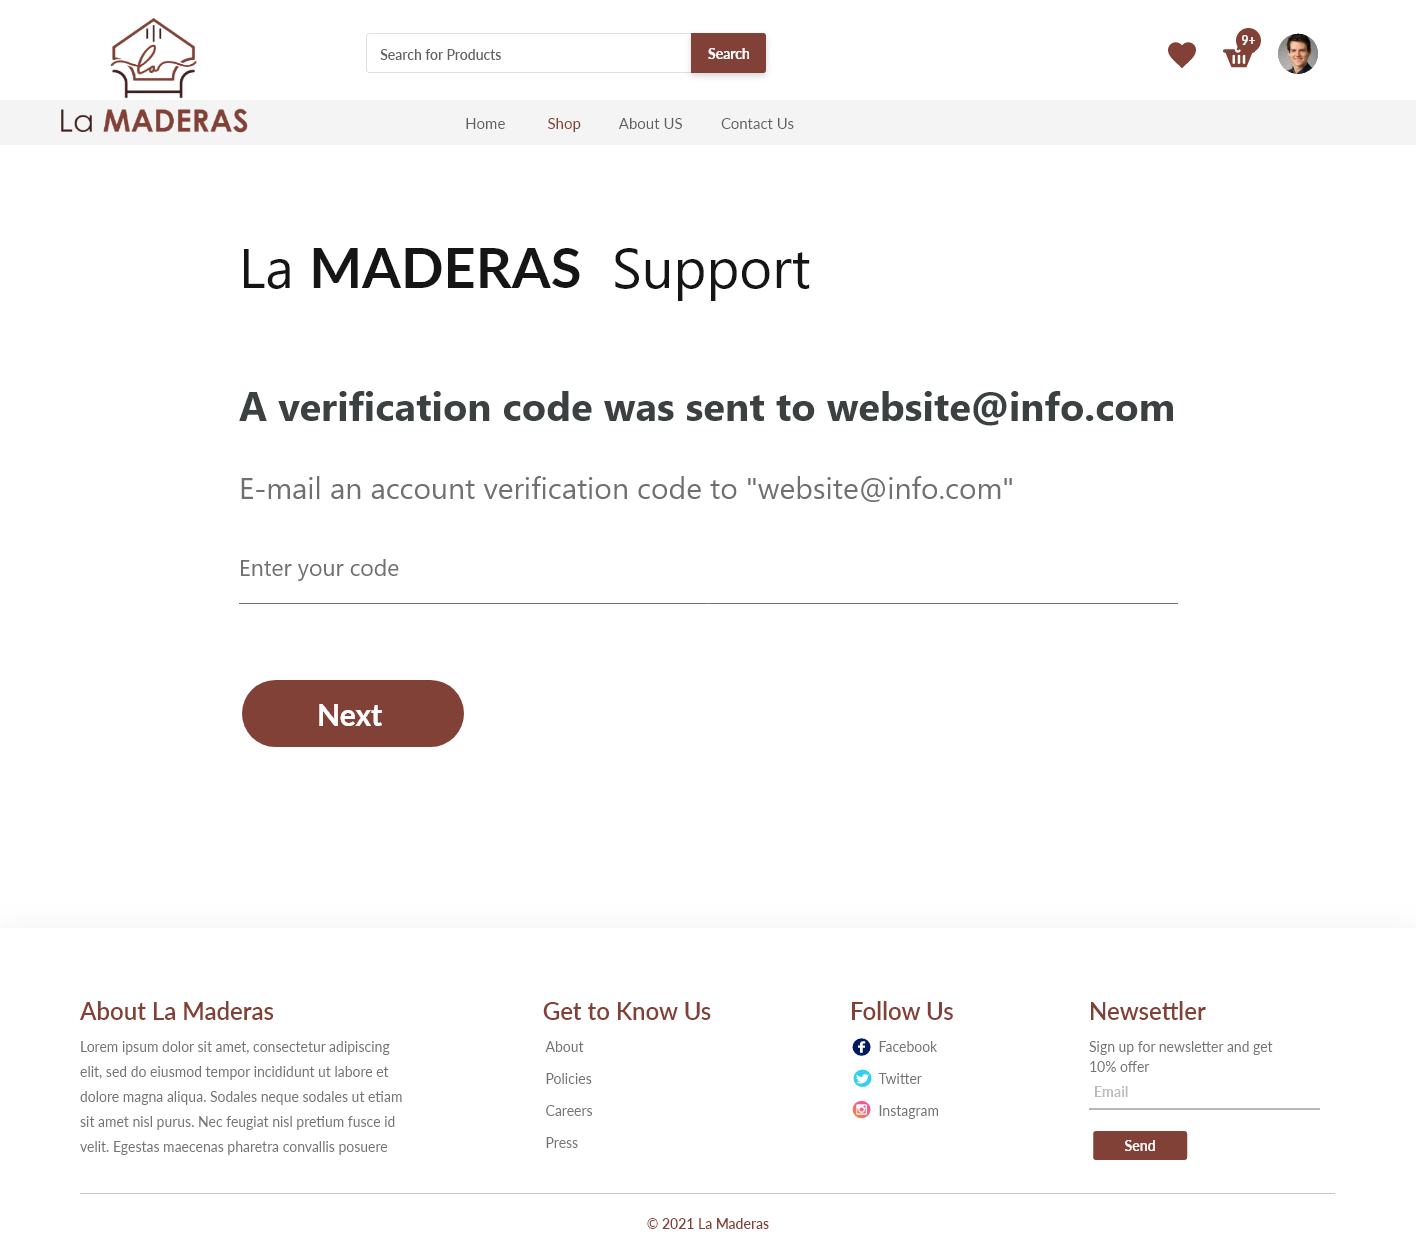 la
La MADERAS
Search for Products
Search
9+
Home
Shop
About US
Contact Us
La MADERAS Support
A verification code was sent to website@info.com
E-mail an account verification code to "website@info.com"
Enter your code
Next
About La Maderas
Lorem ipsum dolor sit amet, consectetur adipiscing
elit, sed do eiusmod tempor incididunt ut labore et
dolore magna aliqua. Sodales neque sodales ut etiam
sit amet nisl purus. Nec feugiat nisl pretium fusce id
velit. Egestas maecenas pharetra convallis posuere
Get to Know Us
About
Policies
Careers
Press
Follow Us
Facebook
Twitter
Instagram
Newsettler
Sign up for newsletter and get
10% offer
Email
Send
© 2021 La Maderas